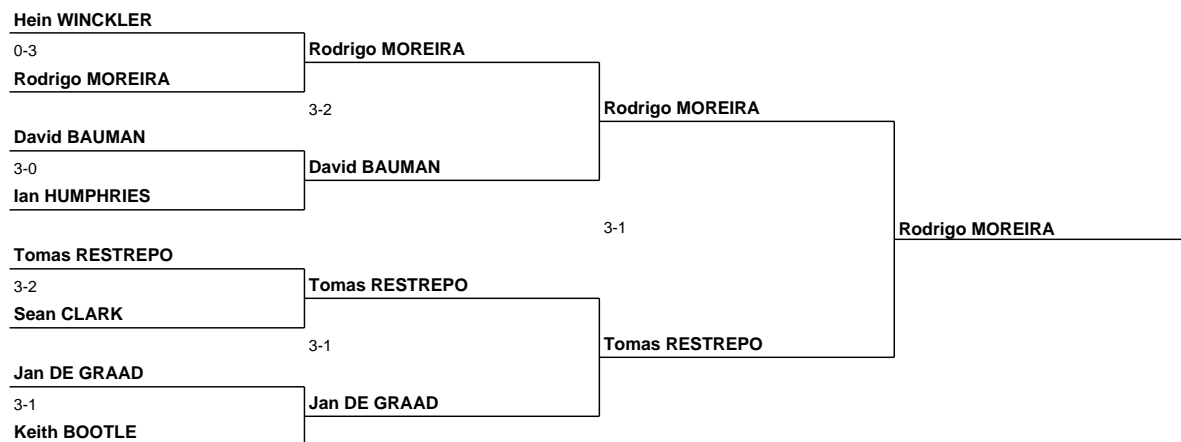 Hein WINCKLER
0-3
Rodrigo MOREIRA
Rodrigo MOREIRA
3-2
Rodrigo MOREIRA
David BAUMAN
3-0
David BAUMAN
Ian HUMPHRIES
3-1
Rodrigo MOREIRA
Tomas RESTREPO
3-2
Tomas RESTREPO
Sean CLARK
3-1
Tomas RESTREPO
Jan DE GRAAD
3-1
Jan DE GRAAD
Keith BOOTLE